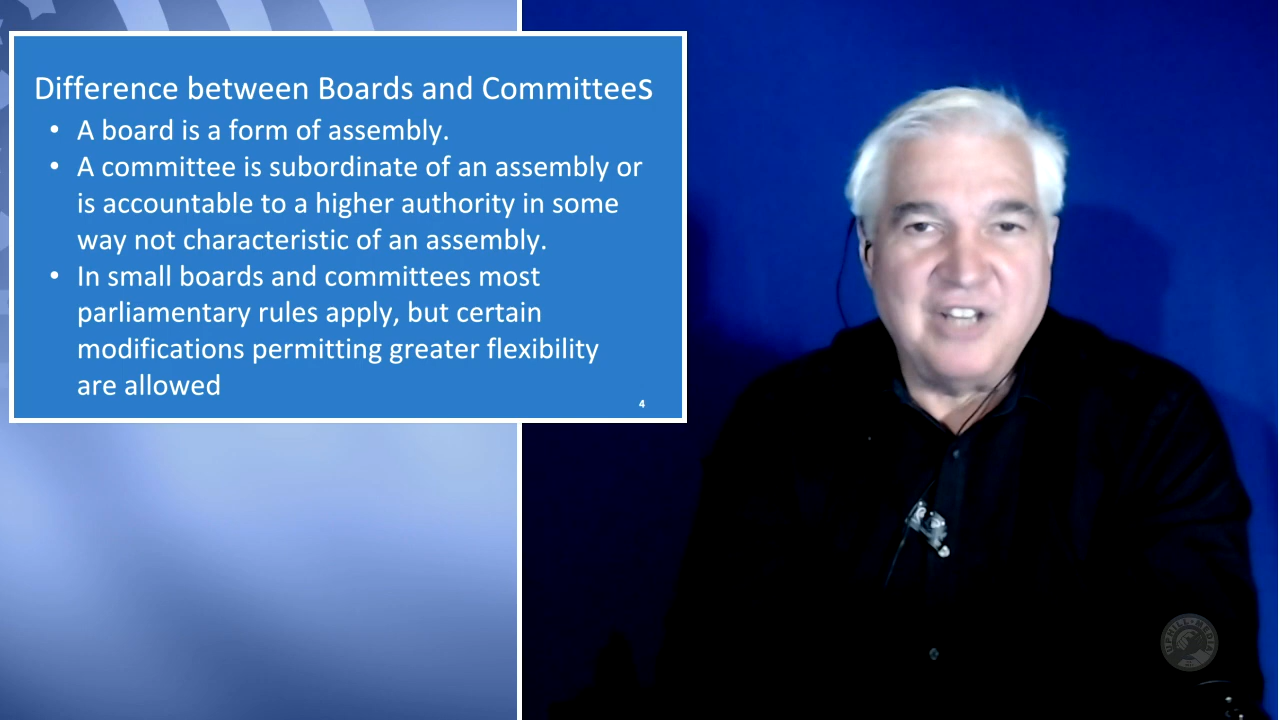 Difference between Boards and Committees
• A board is a form of assembly.
• A committee is subordinate of an assembly or
is accountable to a higher authority in some
way not characteristic of an assembly.
• In small boards and committees most
parliamentary rules apply, but certain
modifications permitting greater flexibility
are allowed
4